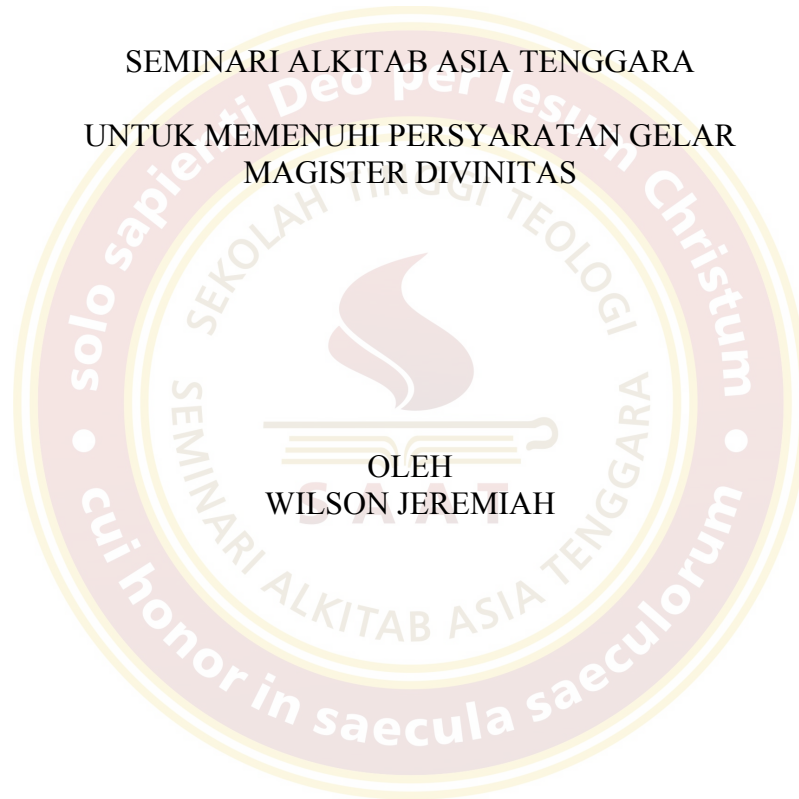 SEMINARI ALKITAB ASIA TENGGARA
UNTUK MEMENUHI PERSYARATAN GELAR
MAGISTER DIVINITAS
OLEH
WILSON JEREMIAH
solo sapienti Deo per Iesum Christum
cui honor in saecula saeculorum
SEKOLAH TINGGI TEOLOGI
SEMINARI ALKITAB ASIA TENGGARA
SAAT